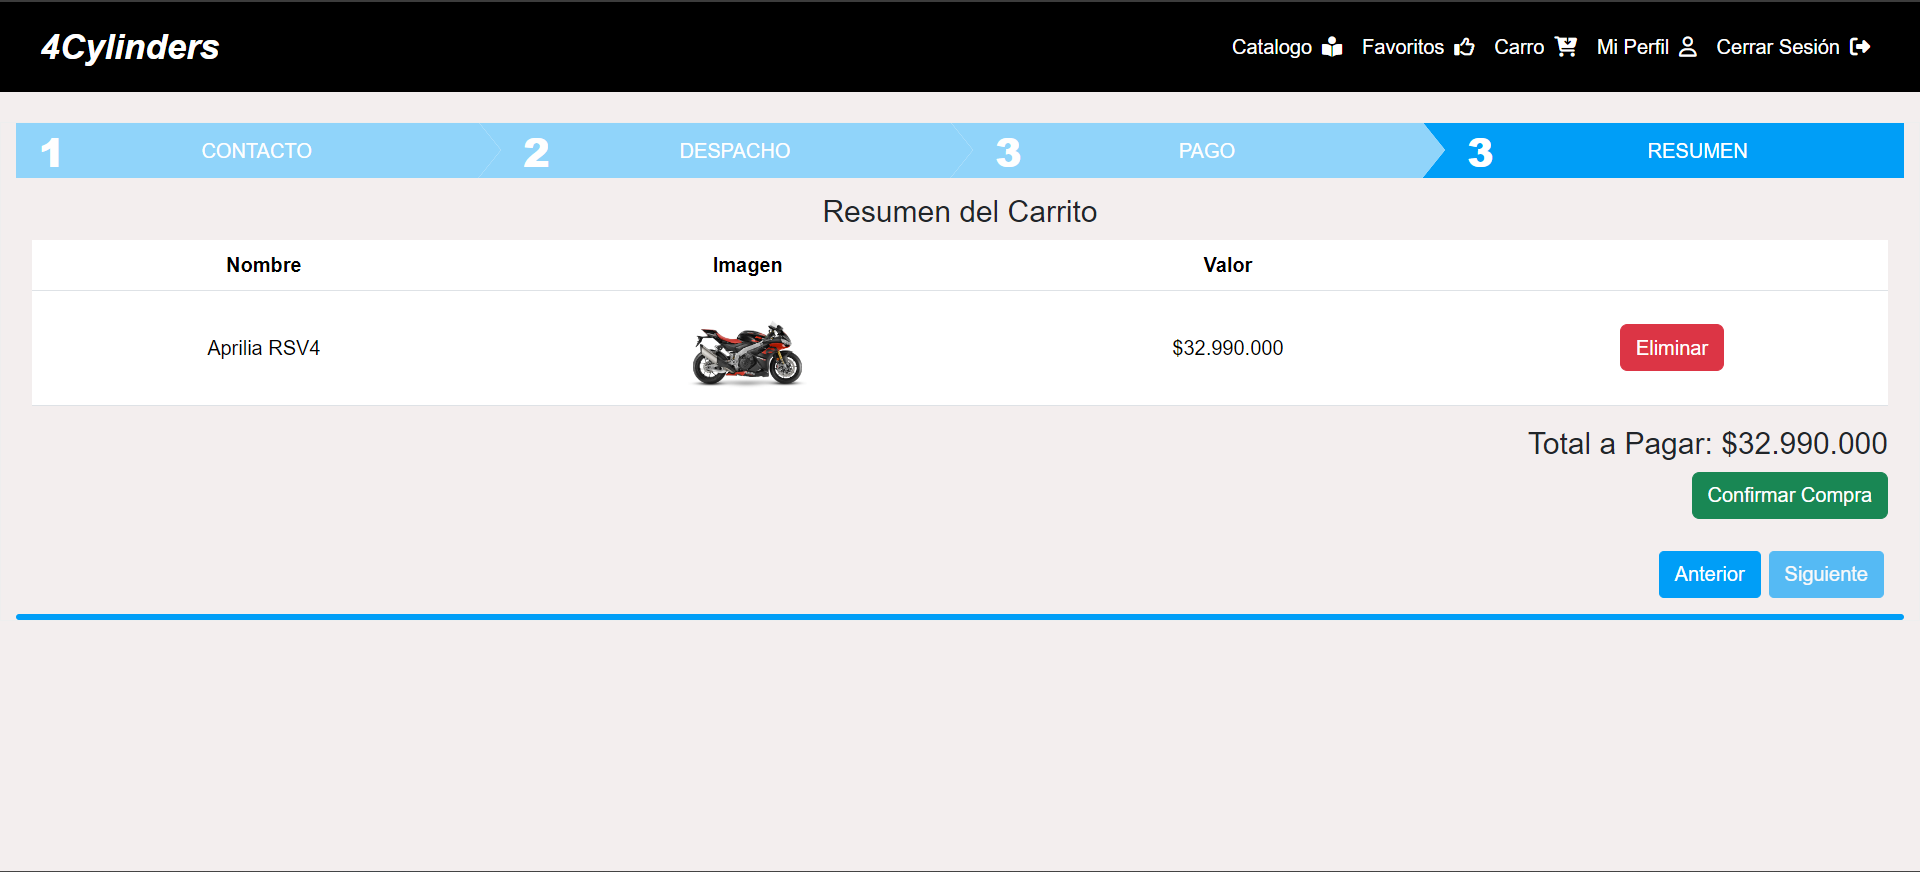 4Cylinders
Catalogo Favoritos Carro Mi Perfil Cerrar Sesión
1 CONTACTO 2 DESPACHO 3 PAGO 3 RESUMEN
Resumen del Carrito
Nombre Imagen Valor
Aprilia RSV4 $32.990.000 Eliminar
Total a Pagar: $32.990.000
Confirmar Compra
Anterior Siguiente